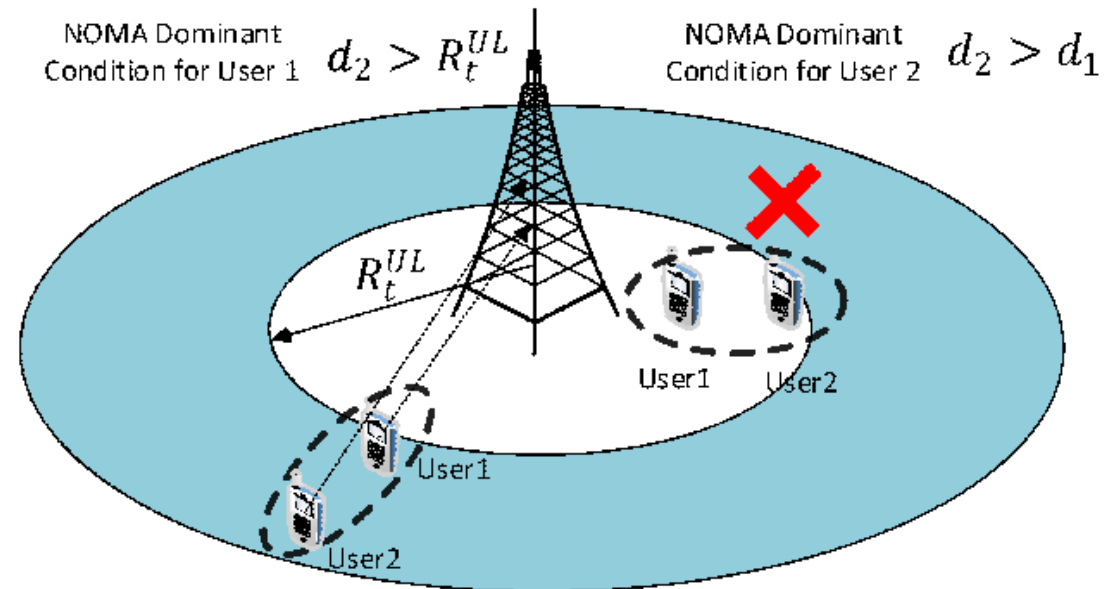 NOMA Dominant
Condition for User 1 d₂ > R_t^{UL}
NOMA Dominant
Condition for User 2 d₂ > d₁
R_t^{UL}
User1
User2
User1
User2